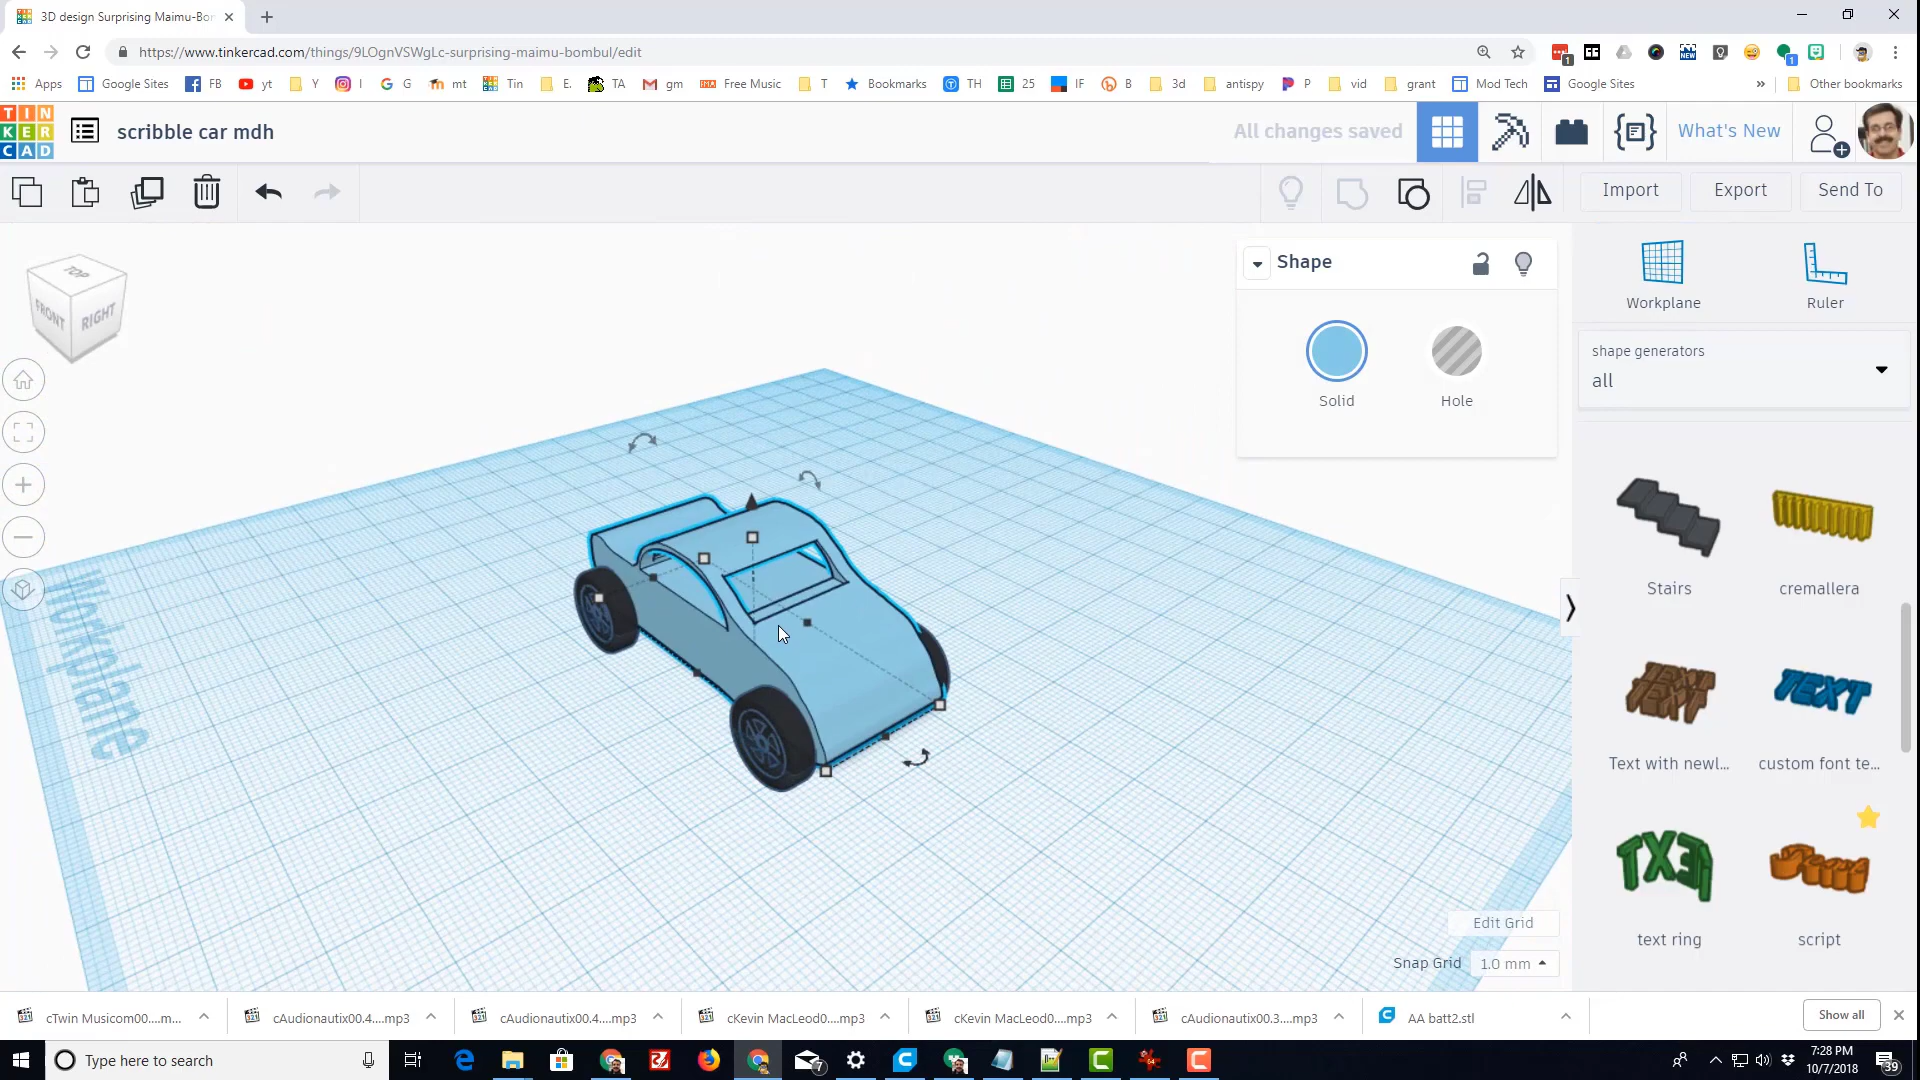 3D design Surprising Maimu-Bom
https://www.tinkercad.com/things/9LOgnVSWgLc-surprising-maimu-bombul/edit
Apps Google Sites FB yt Y I G mt Tin E. TA gm Free Music T Bookmarks TH 25 IF B 3d antispy P vid grant Mod Tech Google Sites » Other bookmarks
TIN
KER
CAD
scribble car mdh
All changes saved
What's New
Import
Export
Send To
TOP
FRONT
RIGHT
Shape
Solid
Hole
Workplane
Ruler
shape generators
all
Stairs
cremallera
Text with newl...
custom font te...
text ring
script
Workplane
Edit Grid
Snap Grid 1.0 mm
cTwin Musicom00....m...
cAudionautix00.4....mp3
cAudionautix00.4....mp3
cKevin MacLeod0....mp3
cKevin MacLeod0....mp3
cAudionautix00.3....mp3
AA batt2.stl
Show all
Type here to search
7:28 PM
10/7/2018
39